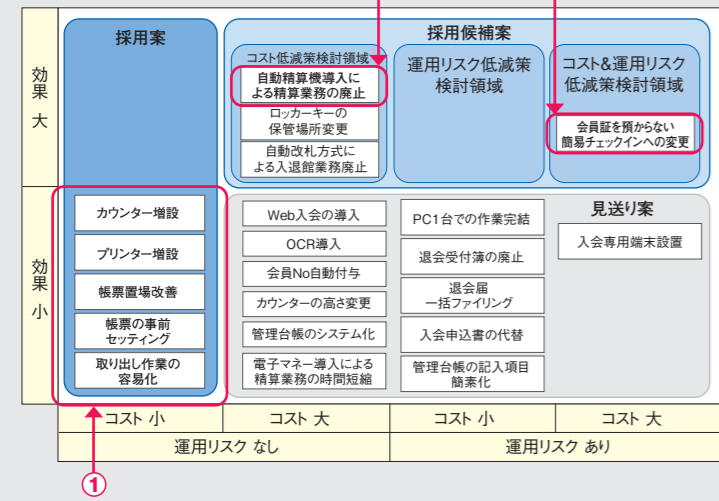 採用案
採用候補案
コスト低減策検討領域
自動精算機導入に
よる精算業務の廃止
ロッカーキーの
保管場所変更
自動改札方式に
よる入退館業務廃止
運用リスク低減策
検討領域
コスト&運用リスク
低減策検討領域
会員証を預からない
簡易チェックインへの変更
効果 大
効果 小
カウンター増設
プリンター増設
帳票置場改善
帳票の事前
セッティング
取り出し作業の
容易化
Web入会の導入
OCR導入
会員No自動付与
カウンターの高さ変更
管理台帳のシステム化
電子マネー導入による
精算業務の時間短縮
PC1台での作業完結
退会受付簿の廃止
退会届
一括ファイリング
入会申込書の代替
管理台帳の記入項目
簡素化
見送り案
入会専用端末設置
コスト 小
コスト 大
コスト 小
コスト 大
運用リスク なし
運用リスク あり
①